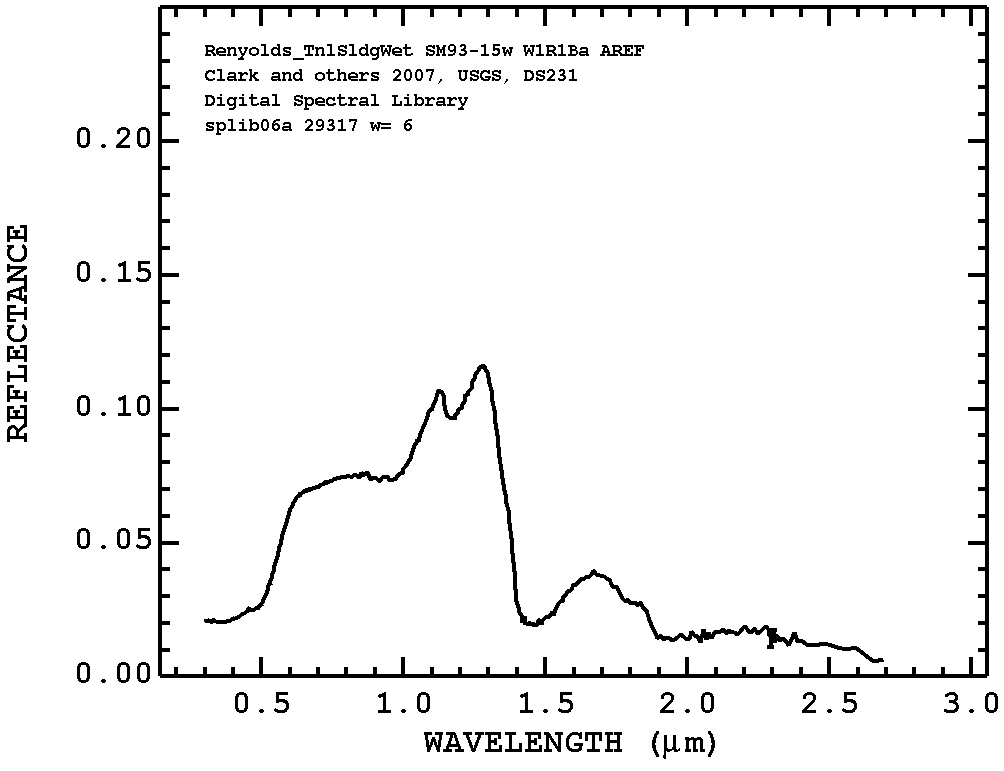 Renyolds_TnlSldgWet SM93-15w W1R1Ba AREF
Clark and others 2007, USGS, DS231
Digital Spectral Library
splib06a 29317 w= 6
0.20
0.15
0.10
0.05
0.00
REFLECTANCE
0.5 1.0 1.5 2.0 2.5 3.0
WAVELENGTH (μm)